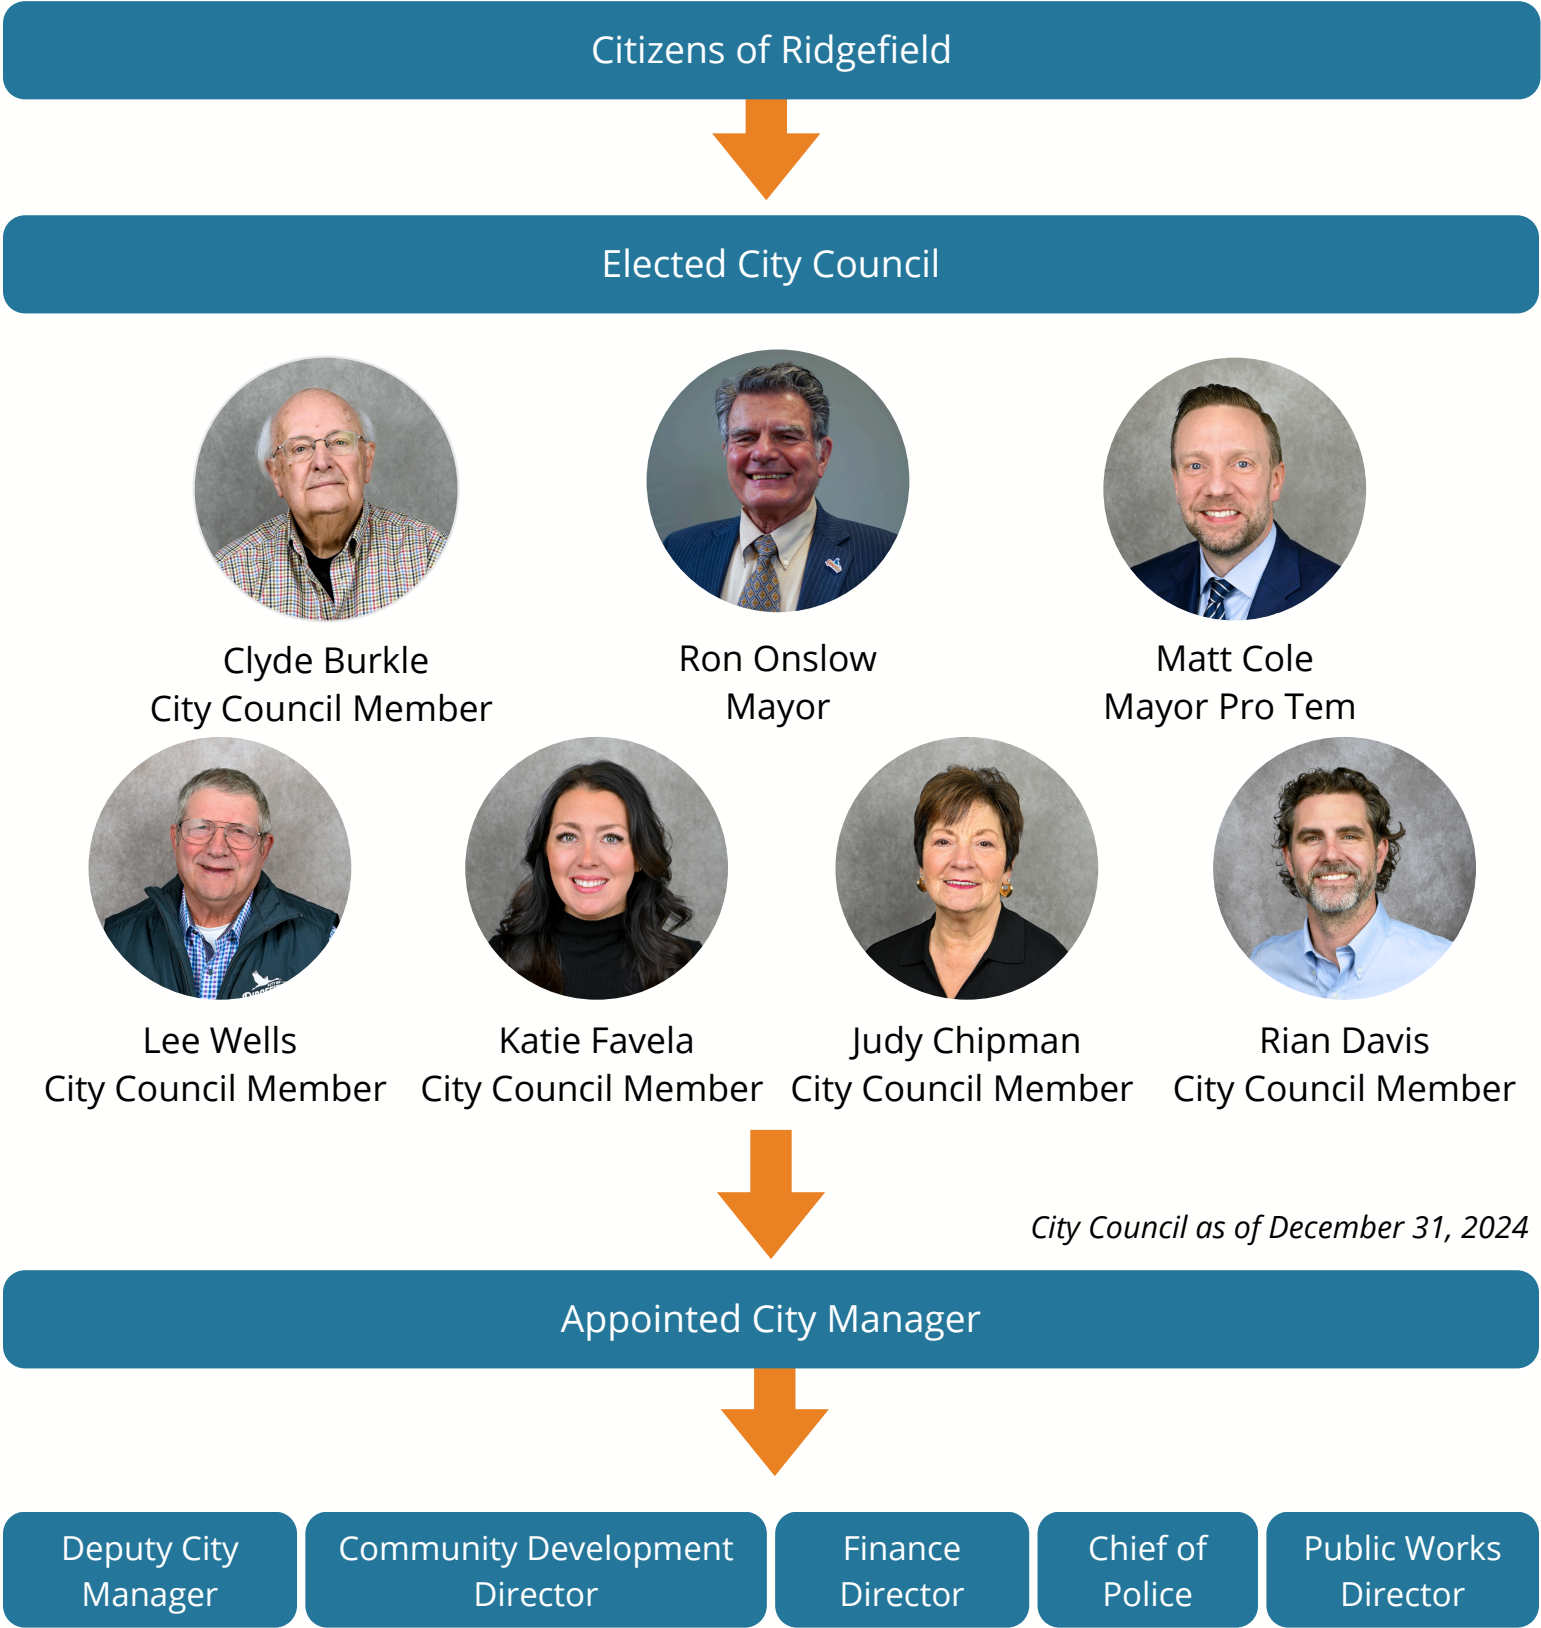 Citizens of Ridgefield
Elected City Council
Clyde Burkle
City Council Member
Ron Onslow
Mayor
Matt Cole
Mayor Pro Tem
Lee Wells
City Council Member
Katie Favela
City Council Member
Judy Chipman
City Council Member
Rian Davis
City Council Member
City Council as of December 31, 2024
Appointed City Manager
Deputy City
Manager
Community Development
Director
Finance
Director
Chief of
Police
Public Works
Director